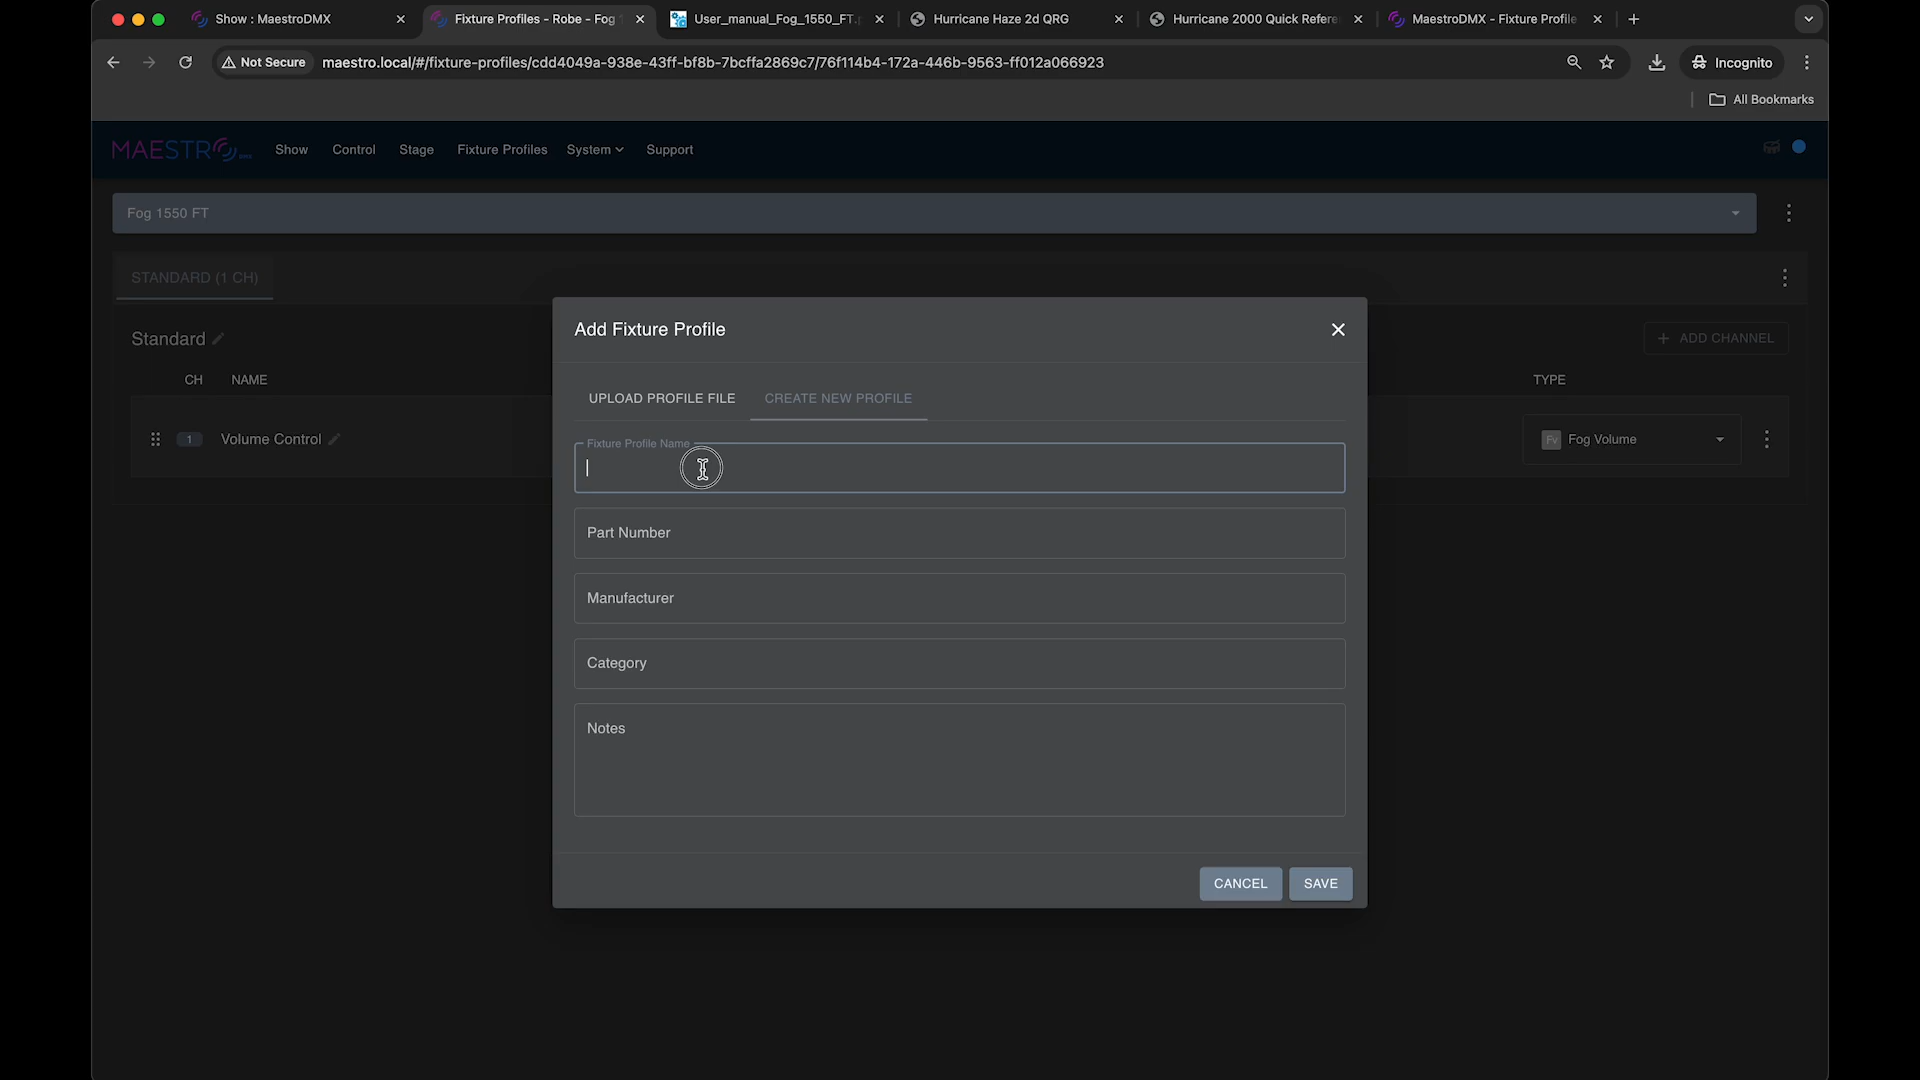 Show : MaestroDMX
Fixture Profiles - Robe - Fog 1
User_manual_Fog_1550_FT.p
Hurricane Haze 2d QRG
Hurricane 2000 Quick Refere
MaestroDMX - Fixture Profile
Not Secure
maestro.local/#/fixture-profiles/cdd4049a-938e-43ff-bf8b-7bcffa2869c7/76f114b4-172a-446b-9563-ff012a066923
Incognito
All Bookmarks
MAESTRO
Show
Control
Stage
Fixture Profiles
System
Support
Fog 1550 FT
STANDARD (1 CH)
Standard
+ ADD CHANNEL
CH
NAME
TYPE
1
Volume Control
Fv
Fog Volume
Add Fixture Profile
UPLOAD PROFILE FILE
CREATE NEW PROFILE
Fixture Profile Name
Part Number
Manufacturer
Category
Notes
CANCEL
SAVE